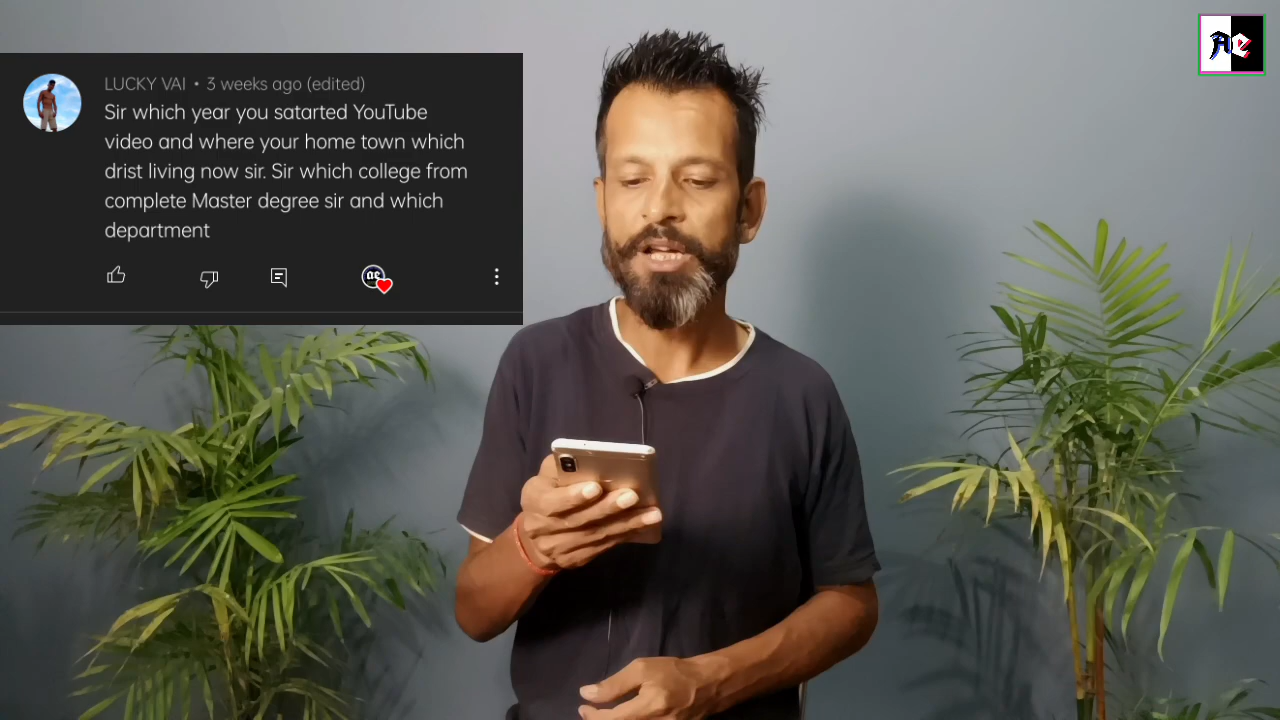 LUCKY VAI • 3 weeks ago (edited)
Sir which year you satarted YouTube
video and where your home town which
drist living now sir. Sir which college from
complete Master degree sir and which
department
AC